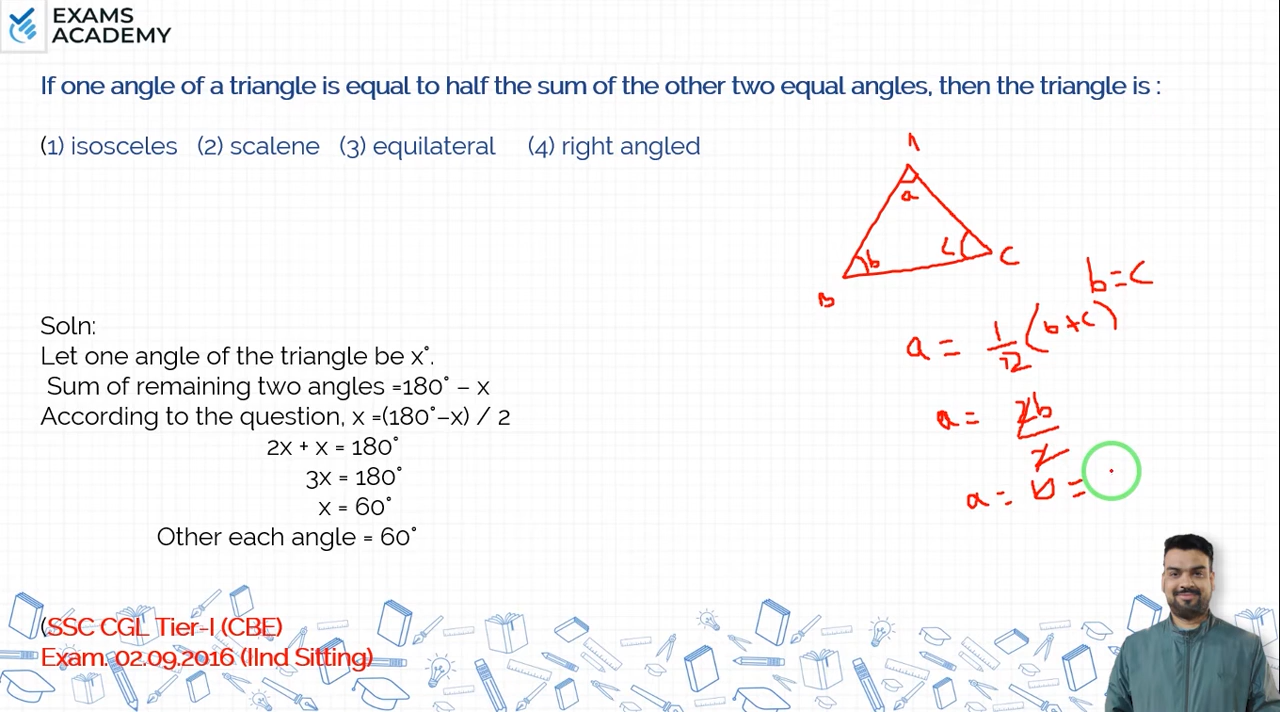 EXAMS
ACADEMY
If one angle of a triangle is equal to half the sum of the other two equal angles, then the triangle is :
(1) isosceles (2) scalene (3) equilateral (4) right angled
A
a
b
C
B
b = c
a = 1/2 (b+c)
a = 2b/2
a = b =
Soln:
Let one angle of the triangle be x°.
Sum of remaining two angles =180° – x
According to the question, x =(180°–x) / 2
2x + x = 180°
3x = 180°
x = 60°
Other each angle = 60°
(SSC CGL Tier-I (CBE)
Exam. 02.09.2016 (IInd Sitting)